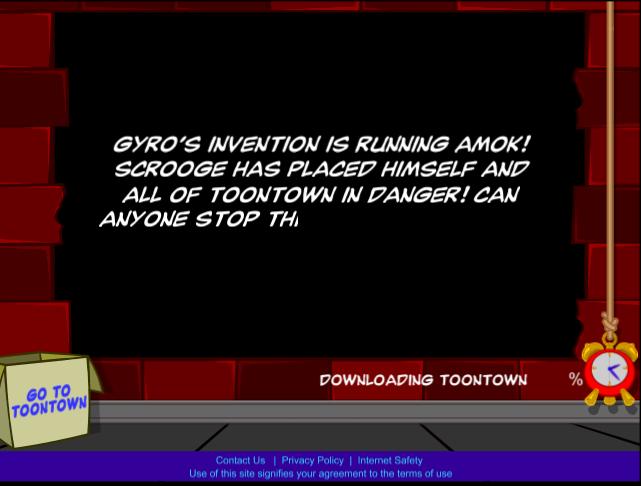 GYRO'S INVENTION IS RUNNING AMOK!
SCROOGE HAS PLACED HIMSELF AND
ALL OF TOONTOWN IN DANGER! CAN
ANYONE STOP
DOWNLOADING TOONTOWN %
GO TO
TOONTOWN
Contact Us | Privacy Policy | Internet Safety
Use of this site signifies your agreement to the terms of use